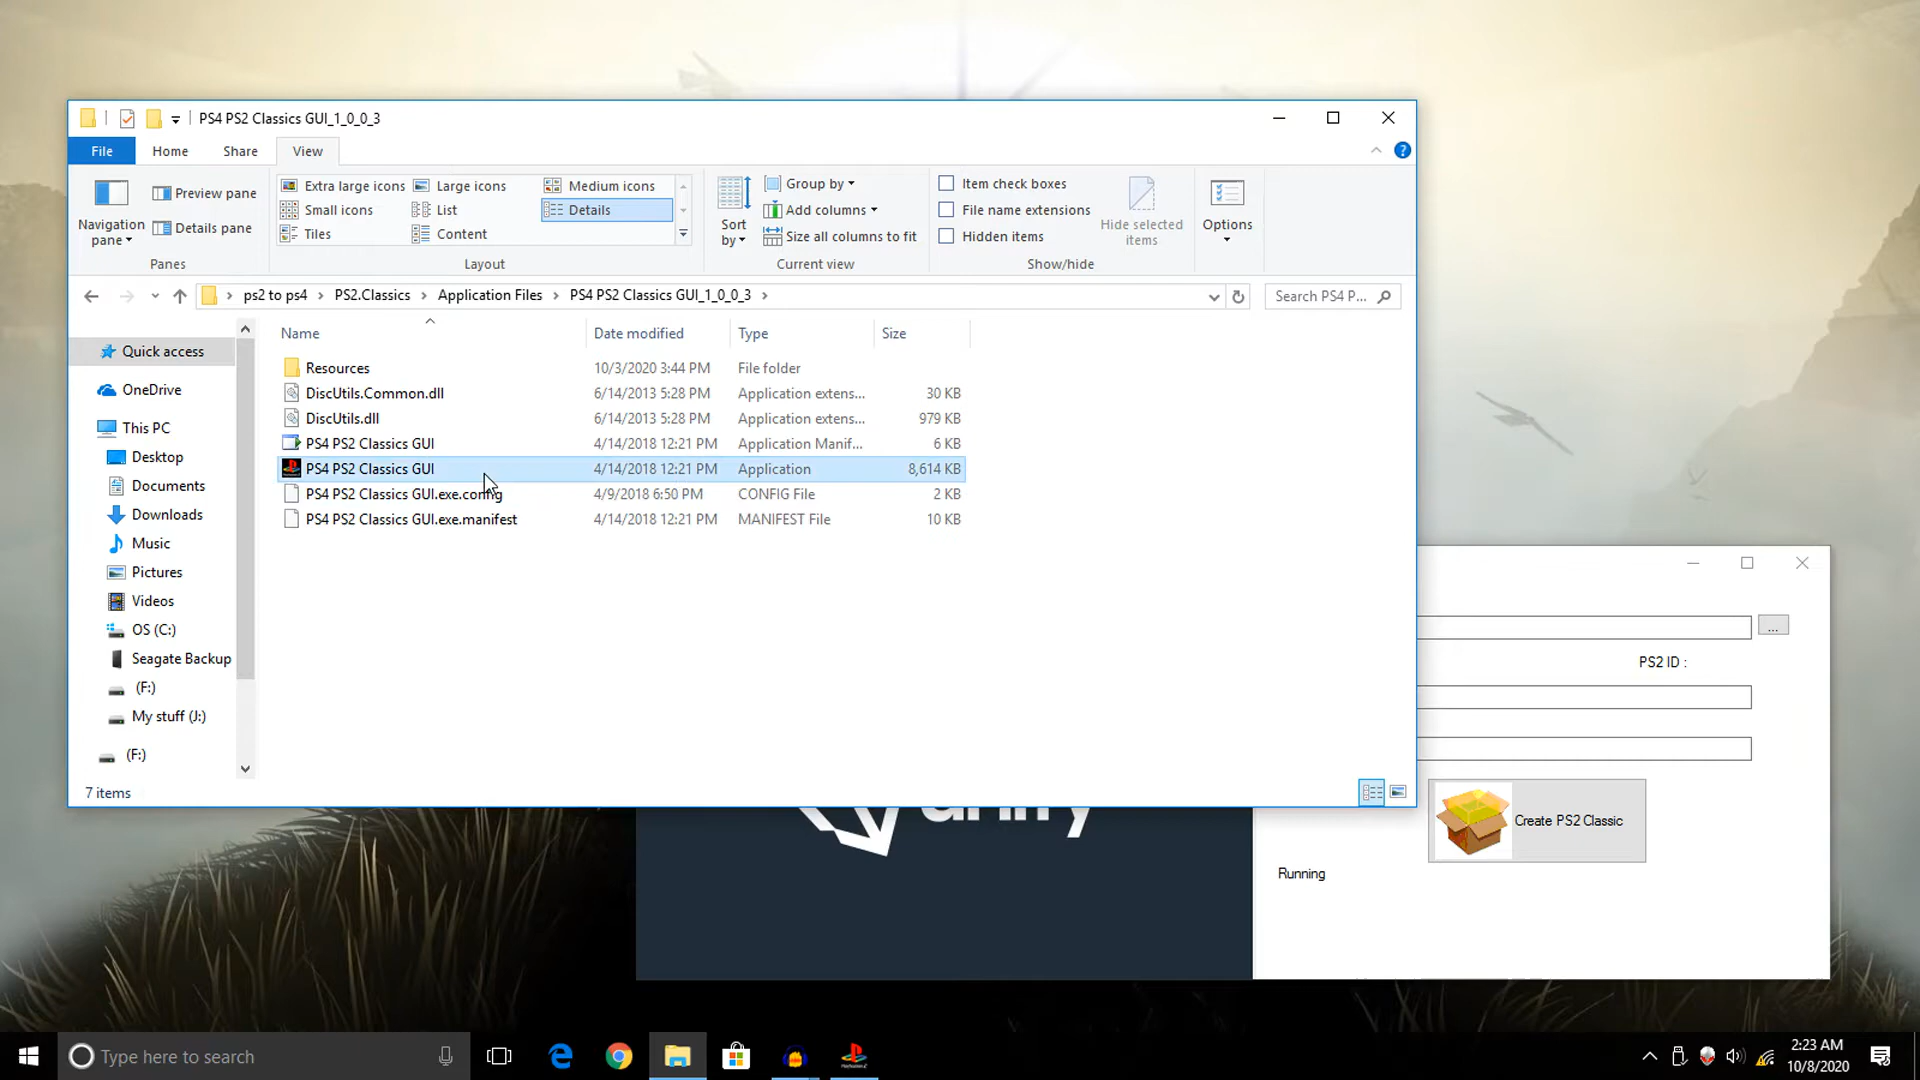 PS4 PS2 Classics GUI_1_0_0_3
File Home Share View
Navigation pane
Preview pane
Details pane
Panes
Extra large icons Large icons Medium icons
Small icons List Details
Tiles Content
Layout
Sort by
Group by
Add columns
Size all columns to fit
Current view
Item check boxes
File name extensions
Hidden items
Hide selected items
Show/hide
Options
ps2 to ps4 > PS2.Classics > Application Files > PS4 PS2 Classics GUI_1_0_0_3 >
Search PS4 P...
Name Date modified Type Size
Resources 10/3/2020 3:44 PM File folder
DiscUtils.Common.dll 6/14/2013 5:28 PM Application extens... 30 KB
DiscUtils.dll 6/14/2013 5:28 PM Application extens... 979 KB
PS4 PS2 Classics GUI 4/14/2018 12:21 PM Application Manif... 6 KB
PS4 PS2 Classics GUI 4/14/2018 12:21 PM Application 8,614 KB
PS4 PS2 Classics GUI.exe.config 4/9/2018 6:50 PM CONFIG File 2 KB
PS4 PS2 Classics GUI.exe.manifest 4/14/2018 12:21 PM MANIFEST File 10 KB
Quick access
OneDrive
This PC
Desktop
Documents
Downloads
Music
Pictures
Videos
OS (C:)
Seagate Backup
(F:)
My stuff (J:)
(F:)
7 items
...
PS2 ID :
Create PS2 Classic
Running
Type here to search
2:23 AM
10/8/2020